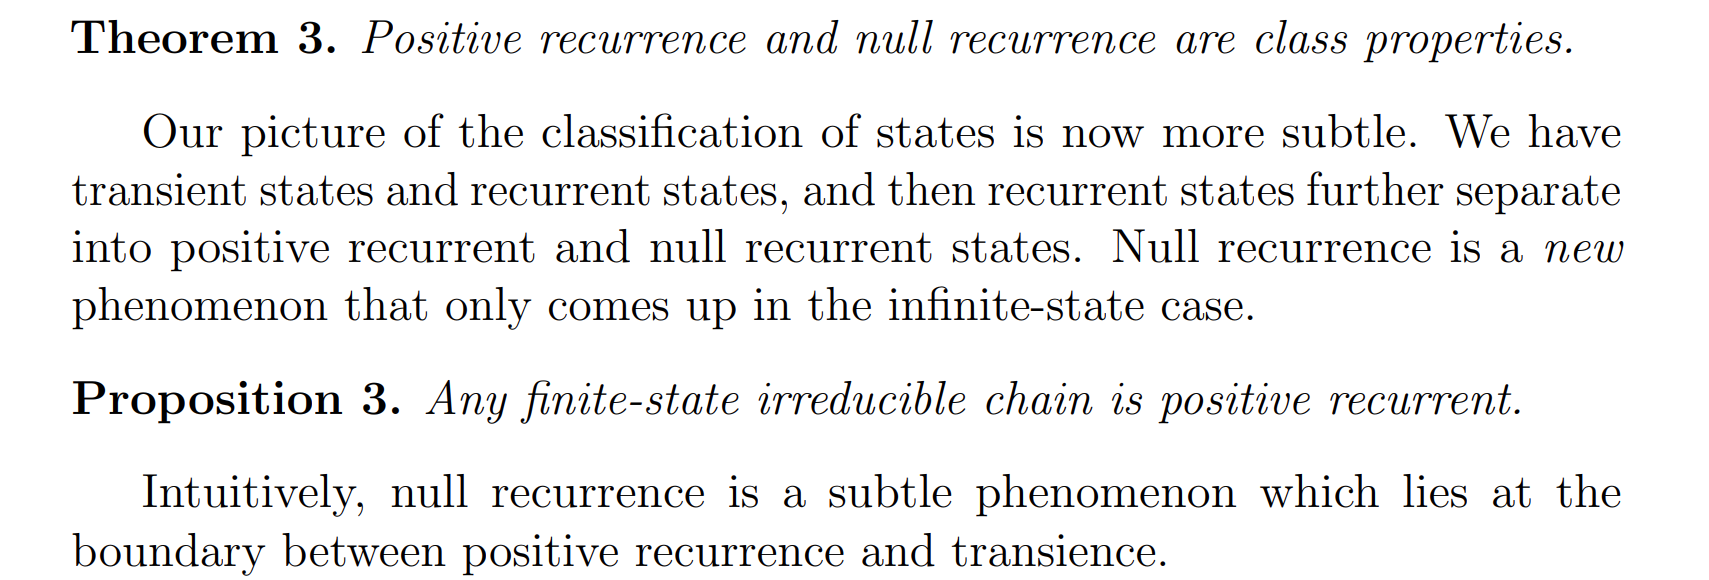 Theorem 3. Positive recurrence and null recurrence are class properties.
Our picture of the classification of states is now more subtle. We have
transient states and recurrent states, and then recurrent states further separate
into positive recurrent and null recurrent states. Null recurrence is a new
phenomenon that only comes up in the infinite-state case.
Proposition 3. Any finite-state irreducible chain is positive recurrent.
Intuitively, null recurrence is a subtle phenomenon which lies at the
boundary between positive recurrence and transience.